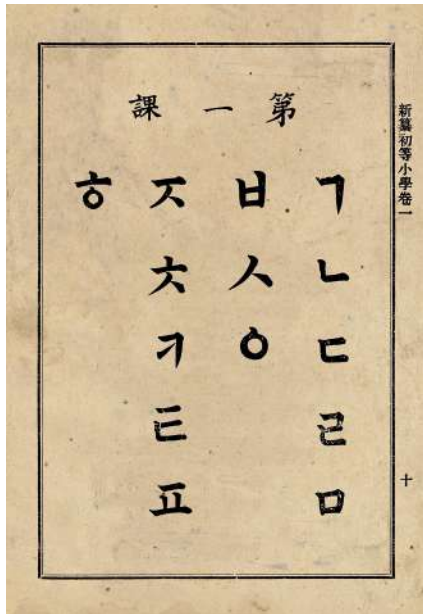 新纂初等小學卷一
第一課
ㄱㄴㄷㄹㅁ
ㅂㅅㅇ
ㅈㅊㅋㅌㅍ
ㅎ
十